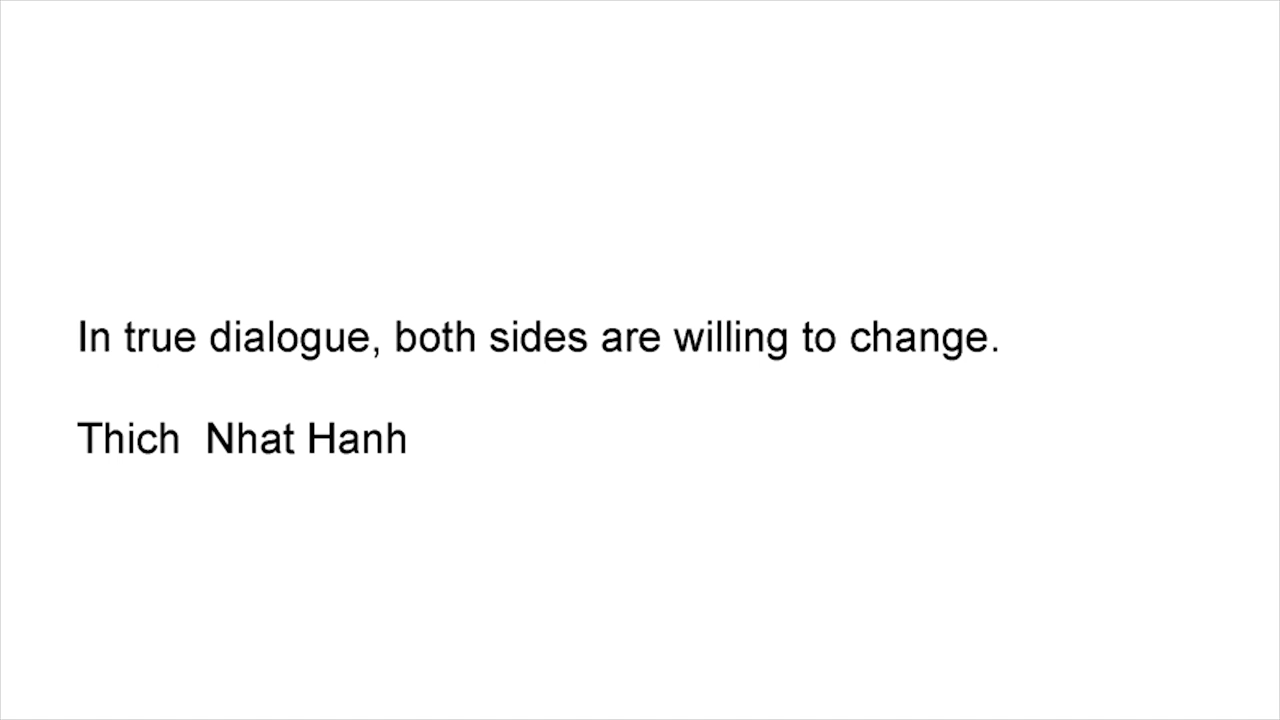 In true dialogue, both sides are willing to change.
Thich  Nhat Hanh